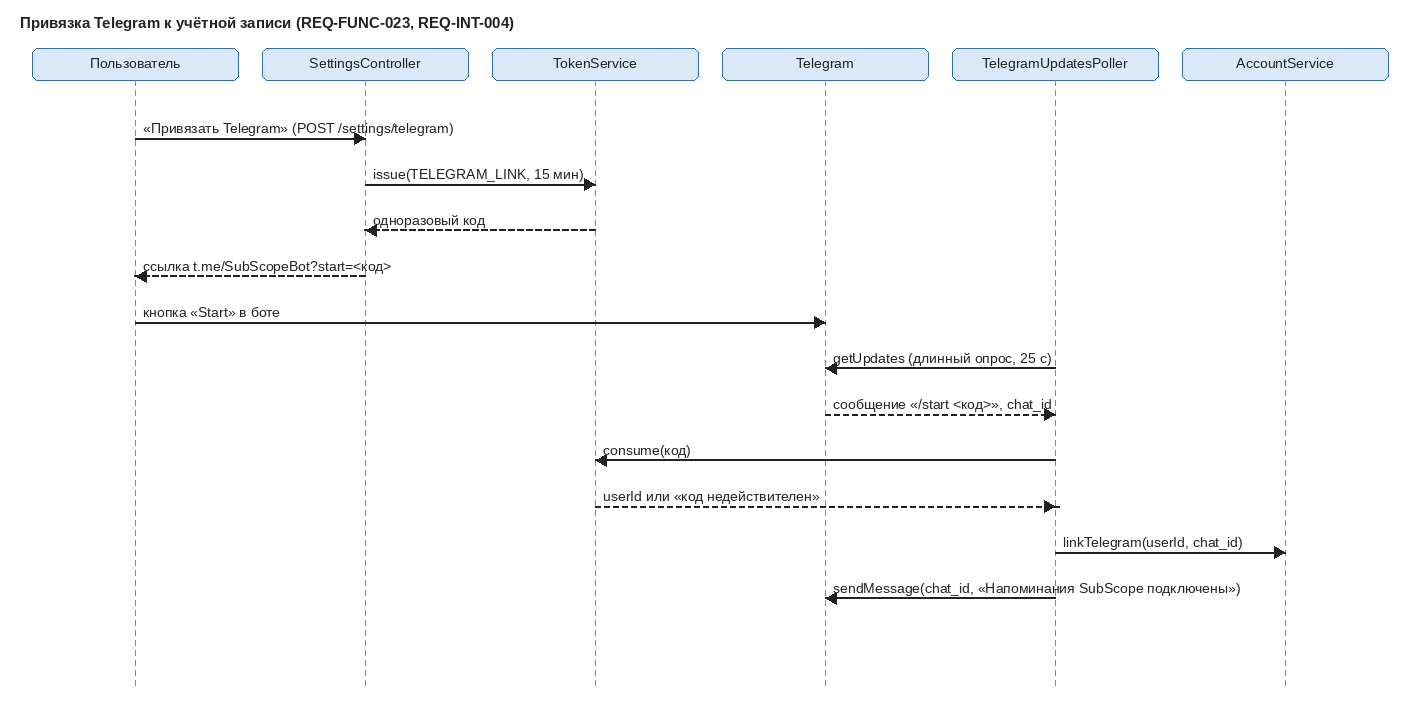 Привязка Telegram к учётной записи (REQ-FUNC-023, REQ-INT-004)
Пользователь
SettingsController
TokenService
Telegram
TelegramUpdatesPoller
AccountService
«Привязать Telegram» (POST /settings/telegram)
issue(TELEGRAM_LINK, 15 мин)
одноразовый код
ссылка t.me/SubScopeBot?start=<код>
кнопка «Start» в боте
getUpdates (длинный опрос, 25 с)
сообщение «/start <код>», chat_id
consume(код)
userId или «код недействителен»
linkTelegram(userId, chat_id)
sendMessage(chat_id, «Напоминания SubScope подключены»)